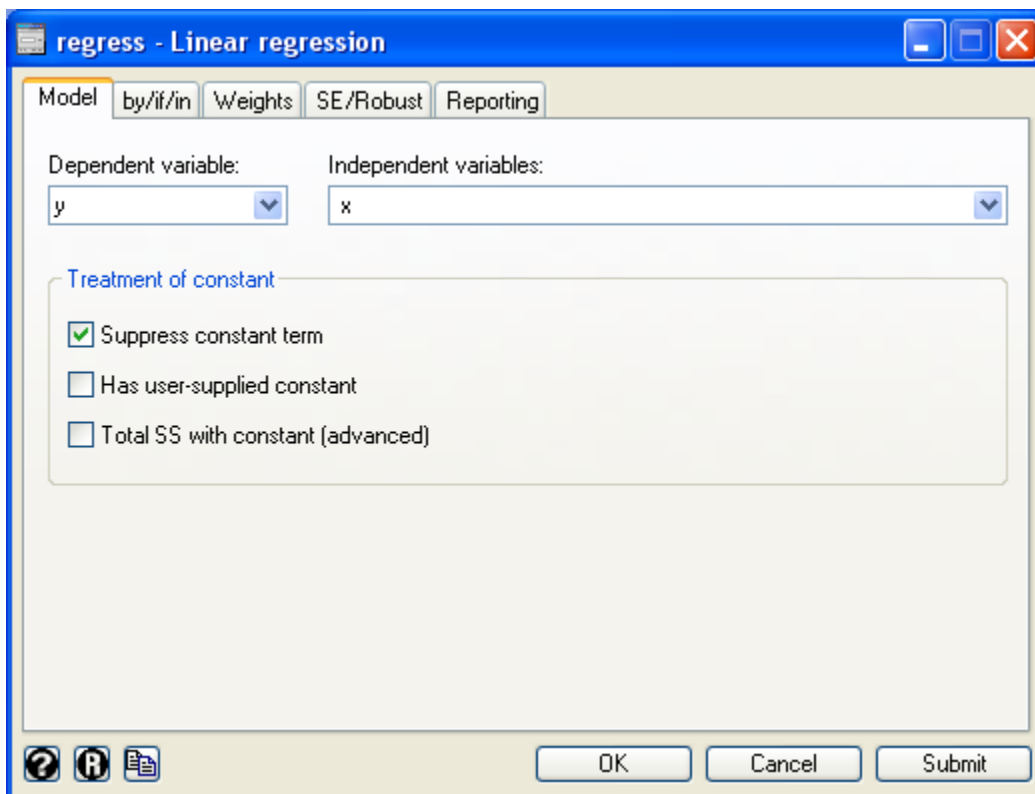 regress - Linear regression
Model by/if/in Weights SE/Robust Reporting
Dependent variable: Independent variables:
y x
Treatment of constant
Suppress constant term
Has user-supplied constant
Total SS with constant (advanced)
? R OK Cancel Submit